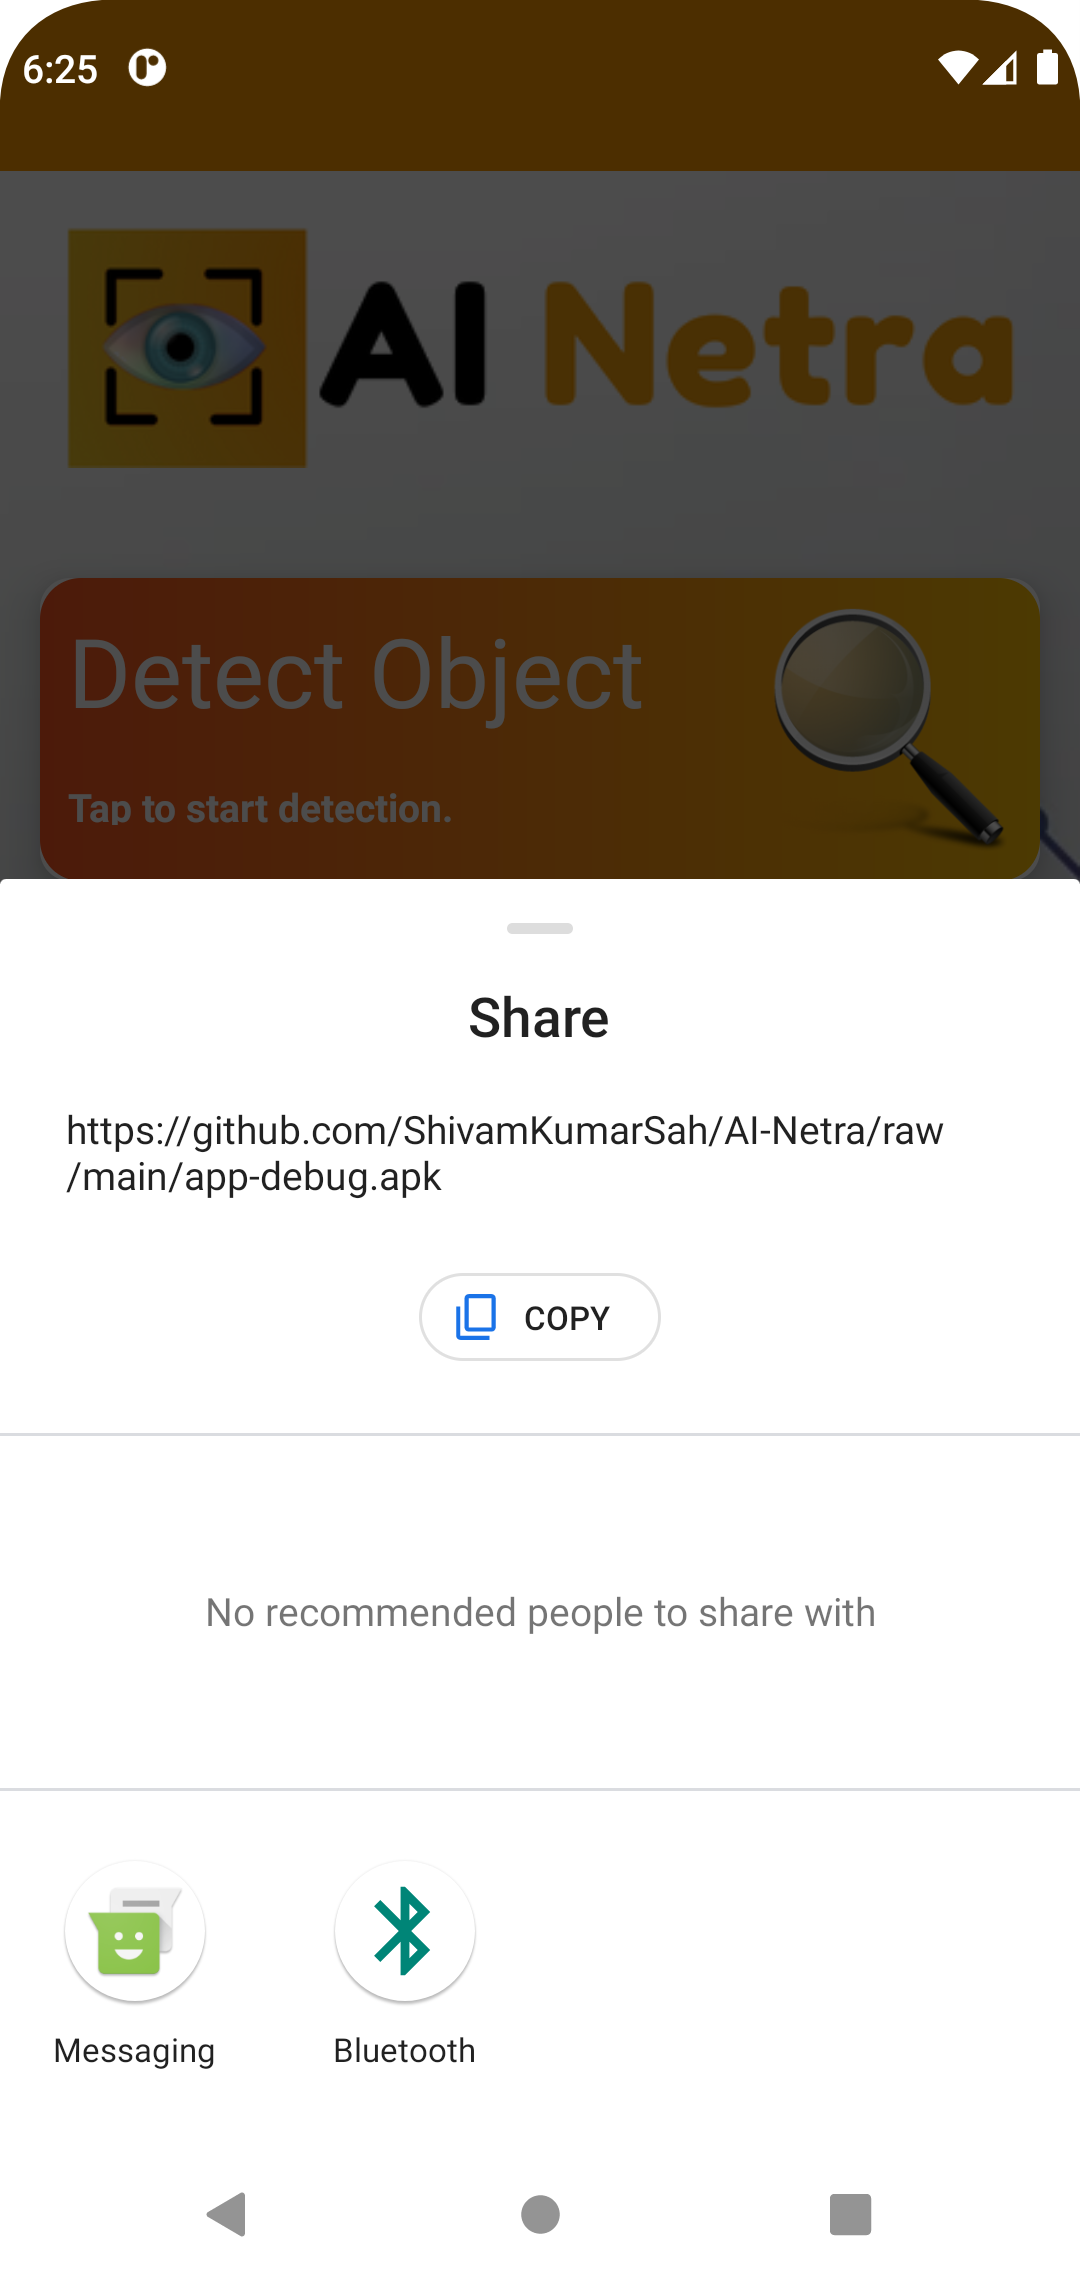 6:25
AI Netra
Detect Object
Tap to start detection.
Share
https://github.com/ShivamKumarSah/AI-Netra/raw
/main/app-debug.apk
COPY
No recommended people to share with
Messaging
Bluetooth